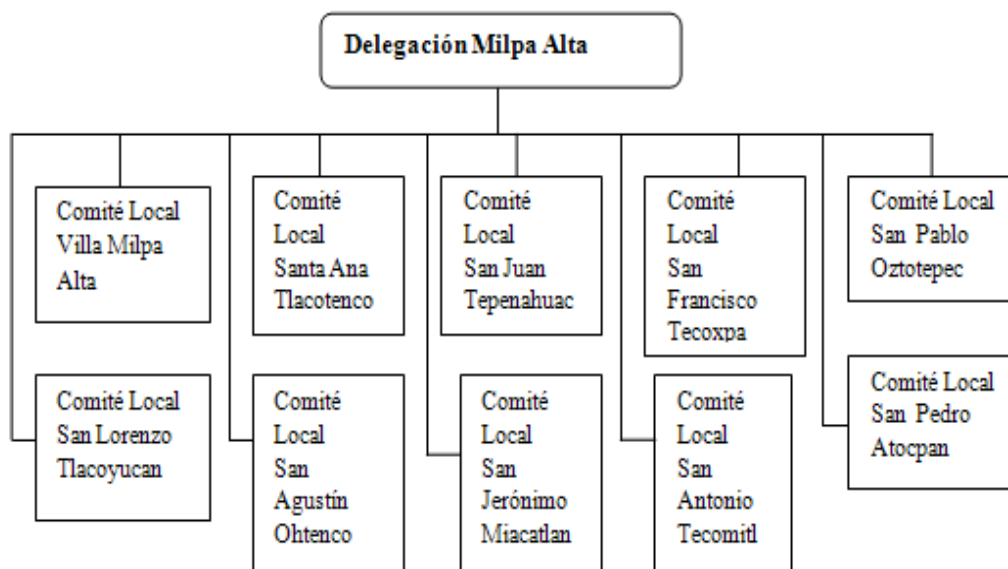 Delegación Milpa Alta
Comité Local
Villa Milpa
Alta
Comité
Local
Santa Ana
Tlacotenco
Comité
Local
San Juan
Tepenahuac
Comité
Local
San
Francisco
Tecoxpa
Comité Local
San Pablo
Oztotepec
Comité Local
San Lorenzo
Tlacoyucan
Comité
Local
San
Agustín
Ohtenco
Comité
Local
San
Jerónimo
Miacatlan
Comité
Local
San
Antonio
Tecomitl
Comité Local
San Pedro
Atocpan